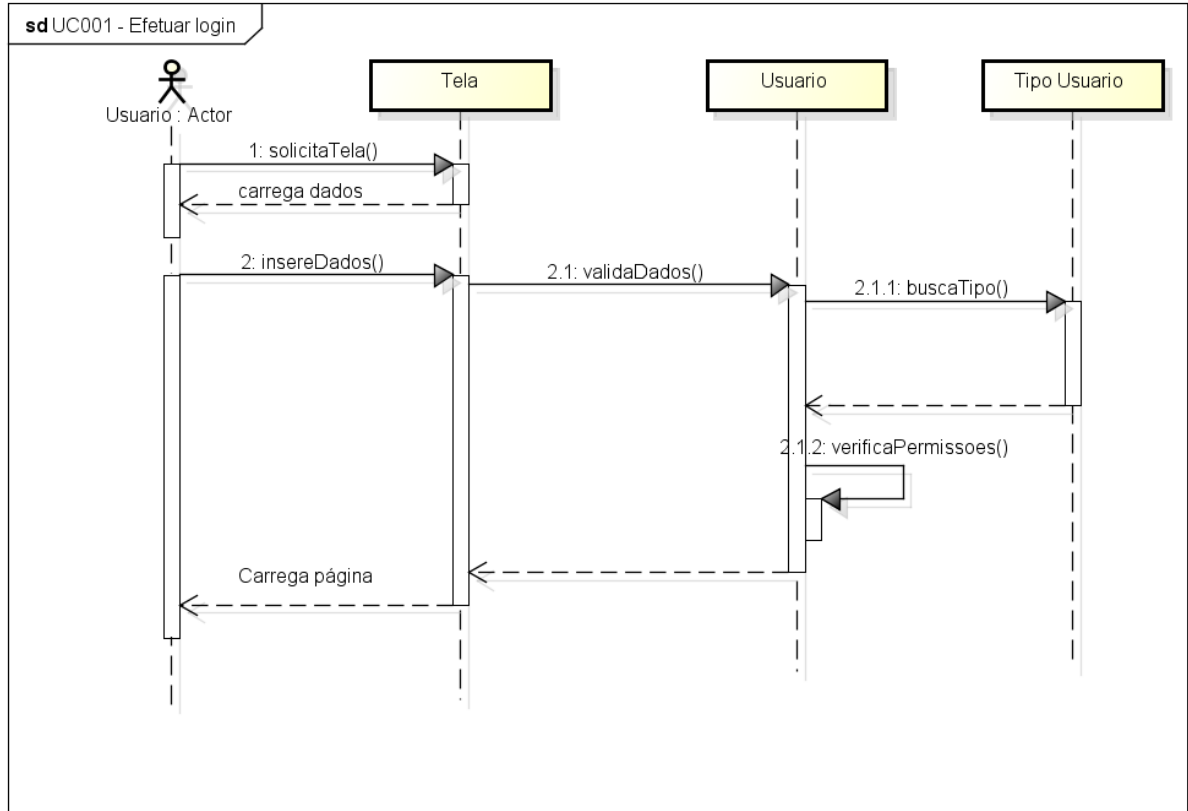 sd UC001 - Efetuar login
Usuario : Actor
Tela
Usuario
Tipo Usuario
1: solicitaTela()
carrega dados
2: insereDados()
2.1: validaDados()
2.1.1: buscaTipo()
2.1.2: verificaPermissoes()
Carrega página